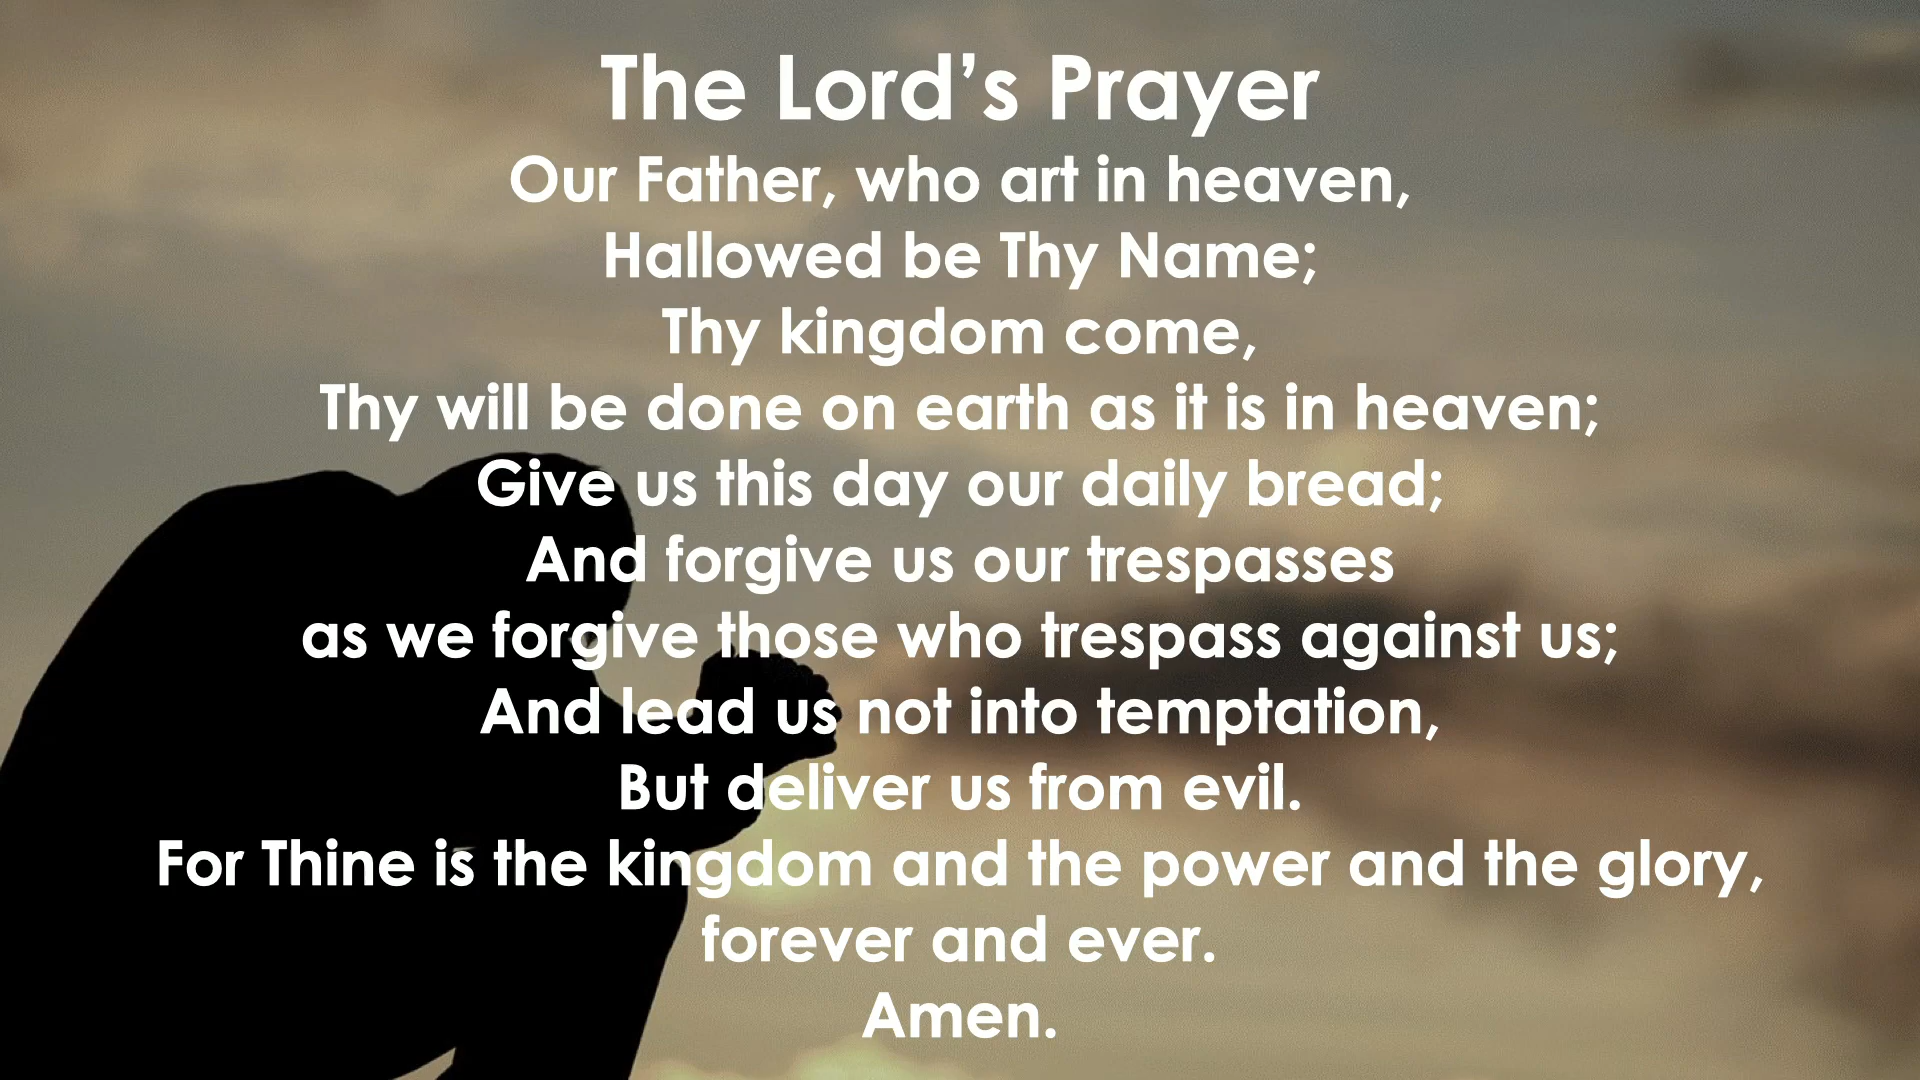 The Lord’s Prayer
Our Father, who art in heaven,
Hallowed be Thy Name;
Thy kingdom come,
Thy will be done on earth as it is in heaven;
Give us this day our daily bread;
And forgive us our trespasses
as we forgive those who trespass against us;
And lead us not into temptation,
But deliver us from evil.
For Thine is the kingdom and the power and the glory,
forever and ever.
Amen.